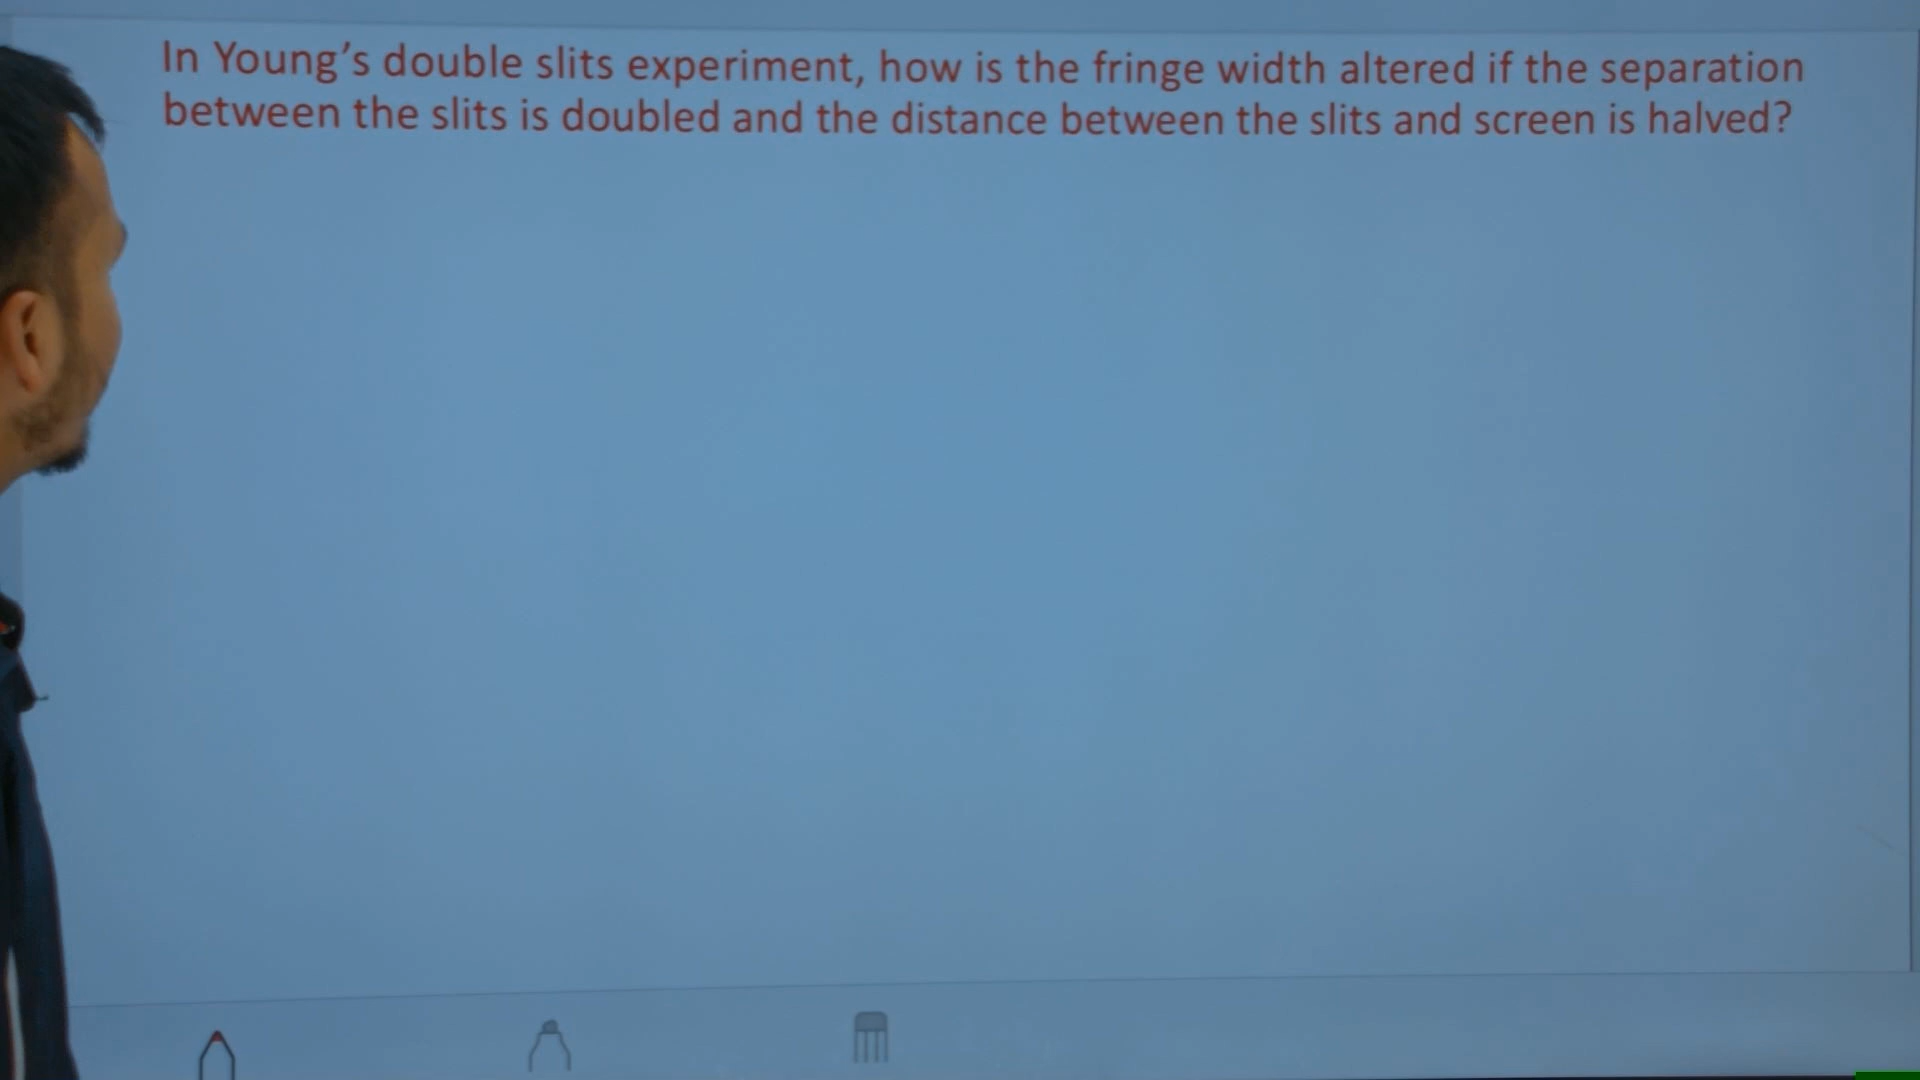 In Young’s double slits experiment, how is the fringe width altered if the separation
between the slits is doubled and the distance between the slits and screen is halved?